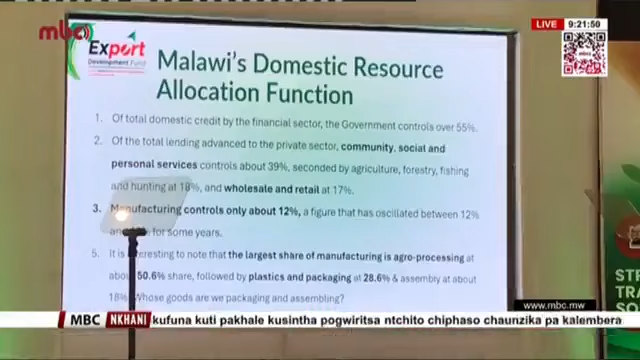 mbc
LIVE 9:21:50
Export
Development Fund
Malawi's Domestic Resource
Allocation Function
1. Of total domestic credit by the financial sector, the Government controls over 55%.
2. Of the total lending advanced to the private sector, community, social and
personal services controls about 39%, seconded by agriculture, forestry, fishing
and hunting at 18%, and wholesale and retail at 17%.
3. Manufacturing controls only about 12%, a figure that has oscillated between 12%
for some years.
5. It is interesting to note that the largest share of manufacturing is agro-processing at
about 50.6% share, followed by plastics and packaging at 28.6% & assembly at about
18%. Whose goods are we packaging and assembling?
STR
TRA
SO
www.mbc.mw
MBC NKHANI kufuna kuti pakhale kusintha pogwiritsa ntchito chiphaso chaunzika pa kalembera